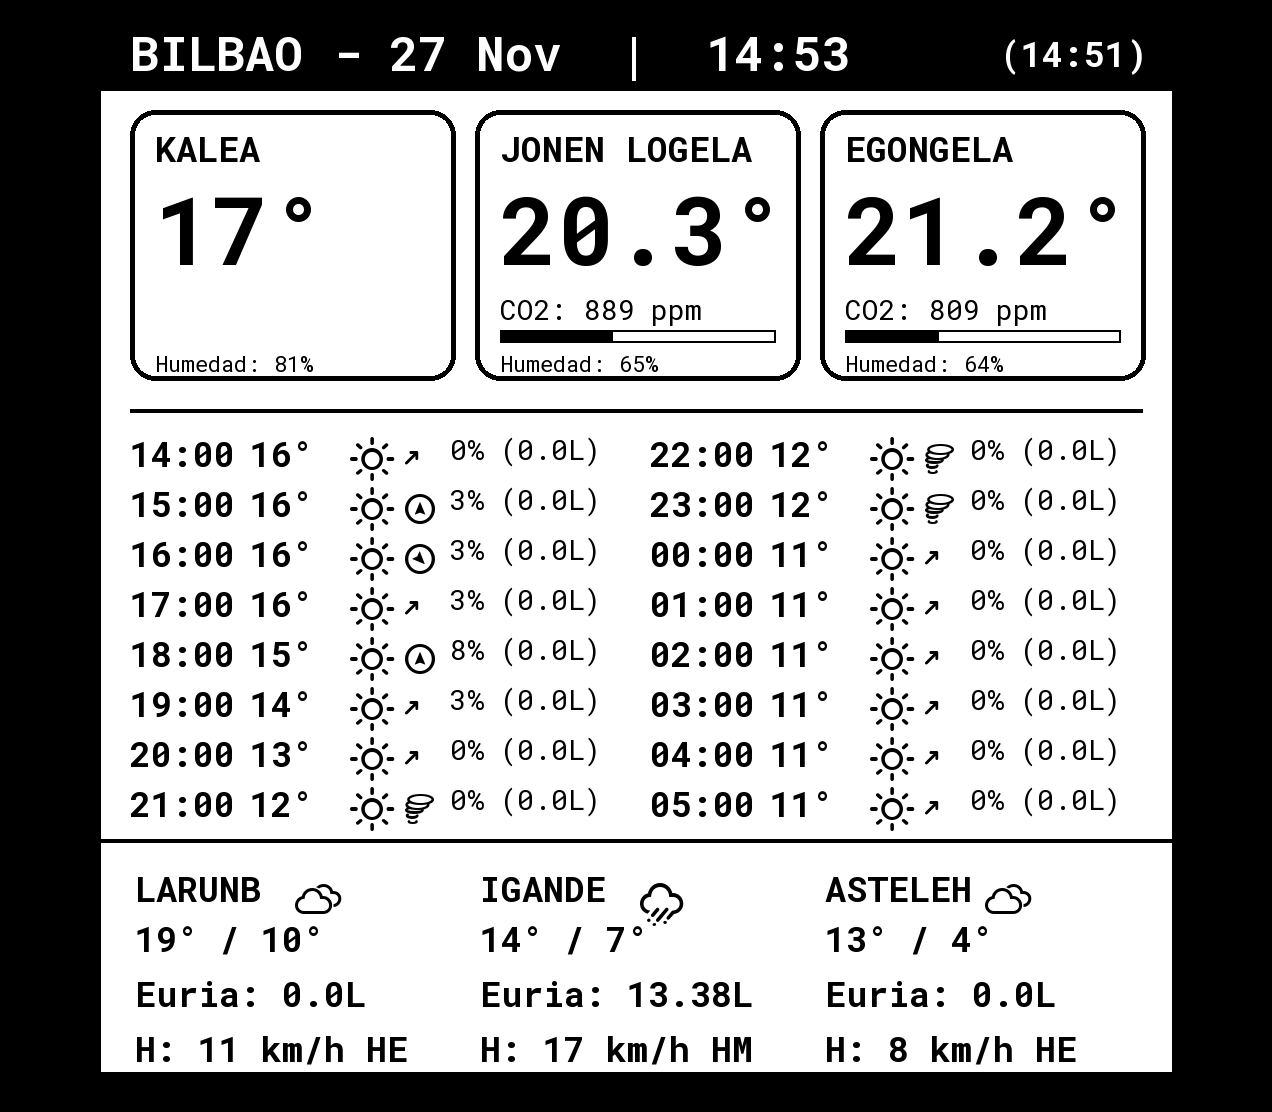 BILBAO - 27 Nov | 14:53 (14:51)
KALEA
17°
Humedad: 81%
JONEN LOGELA
20.3°
CO2: 889 ppm
Humedad: 65%
EGONGELA
21.2°
CO2: 809 ppm
Humedad: 64%
14:00 16° 0% (0.0L)
15:00 16° 3% (0.0L)
16:00 16° 3% (0.0L)
17:00 16° 3% (0.0L)
18:00 15° 8% (0.0L)
19:00 14° 3% (0.0L)
20:00 13° 0% (0.0L)
21:00 12° 0% (0.0L)
22:00 12° 0% (0.0L)
23:00 12° 0% (0.0L)
00:00 11° 0% (0.0L)
01:00 11° 0% (0.0L)
02:00 11° 0% (0.0L)
03:00 11° 0% (0.0L)
04:00 11° 0% (0.0L)
05:00 11° 0% (0.0L)
LARUNB
19° / 10°
Euria: 0.0L
H: 11 km/h HE
IGANDE
14° / 7°
Euria: 13.38L
H: 17 km/h HM
ASTELEH
13° / 4°
Euria: 0.0L
H: 8 km/h HE